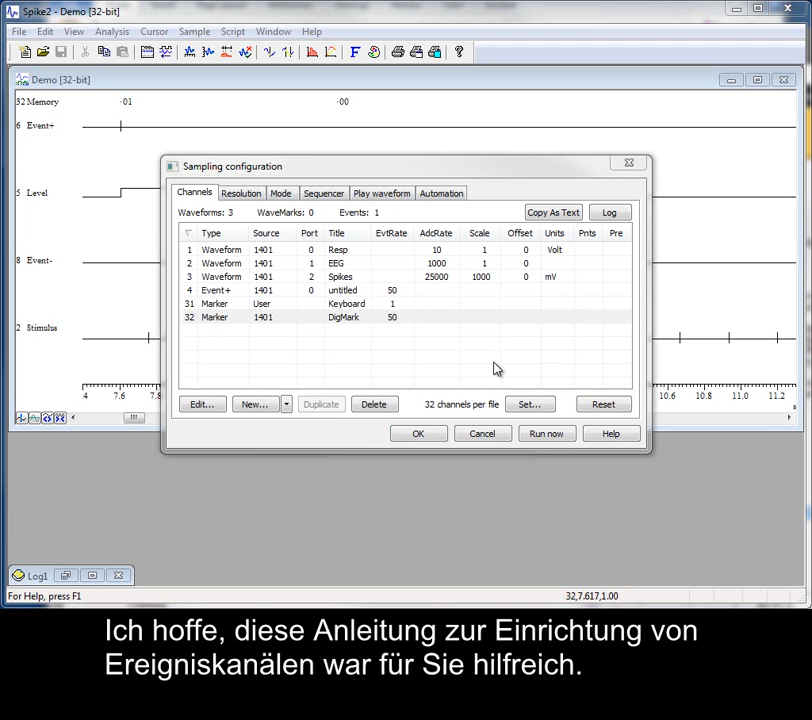 Spike2 - Demo [32-bit]
File Edit View Analysis Cursor Sample Script Window Help
Demo [32-bit]
32 Memory 01 00
6 Event+
5 Level
8 Event-
2 Stimulus
4 7.6 7.8 10.6 10.8 11.0 11.2 s
Sampling configuration
Channels Resolution Mode Sequencer Play waveform Automation
Waveforms: 3 WaveMarks: 0 Events: 1 Copy As Text Log
Type Source Port Title EvtRate AdcRate Scale Offset Units Pnts Pre
1 Waveform 1401 0 Resp 10 1 0 Volt
2 Waveform 1401 1 EEG 1000 1 0
3 Waveform 1401 2 Spikes 25000 1000 0 mV
4 Event+ 1401 0 untitled 50
31 Marker User Keyboard 1
32 Marker 1401 DigMark 50
Edit... New... Duplicate Delete 32 channels per file Set... Reset
OK Cancel Run now Help
Log1
For Help, press F1 32,7.617,1.00
Ich hoffe, diese Anleitung zur Einrichtung von
Ereigniskanälen war für Sie hilfreich.